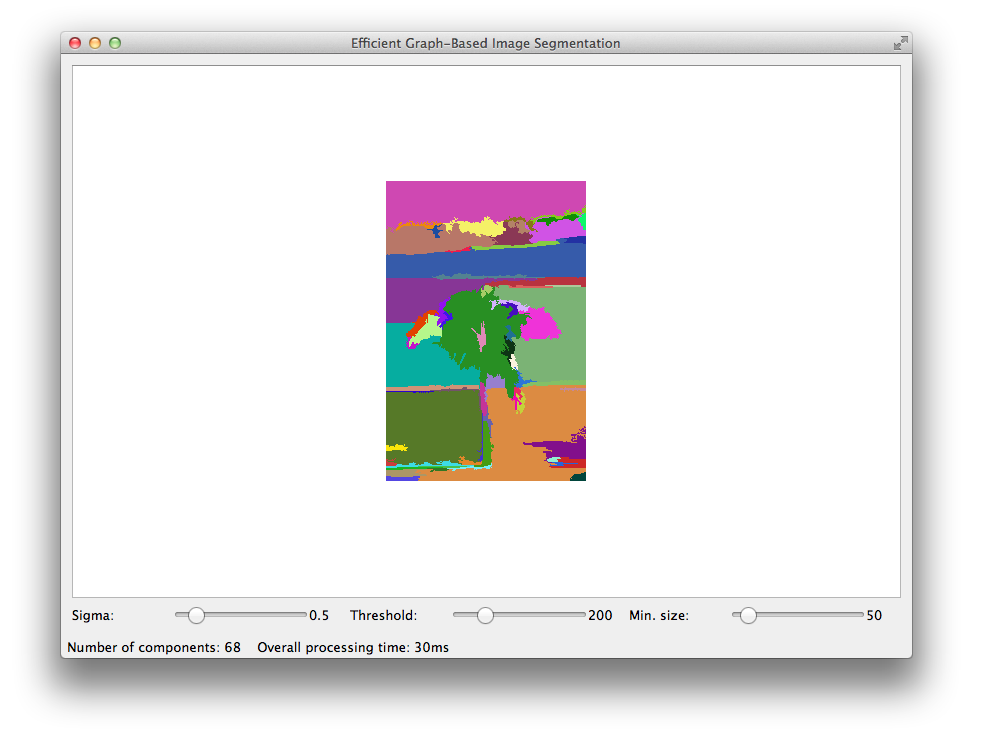 Efficient Graph-Based Image Segmentation
Sigma: 0.5 Threshold: 200 Min. size: 50
Number of components: 68 Overall processing time: 30ms